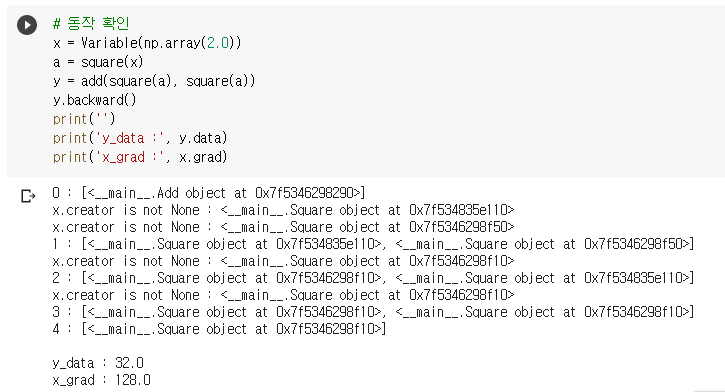 # 동작 확인
x = Variable(np.array(2.0))
a = square(x)
y = add(square(a), square(a))
y.backward()
print('')
print('y_data :', y.data)
print('x_grad :', x.grad)
0 : [<__main__.Add object at 0x7f5346298290>]
x.creator is not None : <__main__.Square object at 0x7f534835e110>
x.creator is not None : <__main__.Square object at 0x7f5346298f50>
1 : [<__main__.Square object at 0x7f534835e110>, <__main__.Square object at 0x7f5346298f50>]
x.creator is not None : <__main__.Square object at 0x7f5346298f10>
2 : [<__main__.Square object at 0x7f5346298f10>, <__main__.Square object at 0x7f534835e110>]
x.creator is not None : <__main__.Square object at 0x7f5346298f10>
3 : [<__main__.Square object at 0x7f5346298f10>, <__main__.Square object at 0x7f5346298f10>]
4 : [<__main__.Square object at 0x7f5346298f10>]
y_data : 32.0
x_grad : 128.0